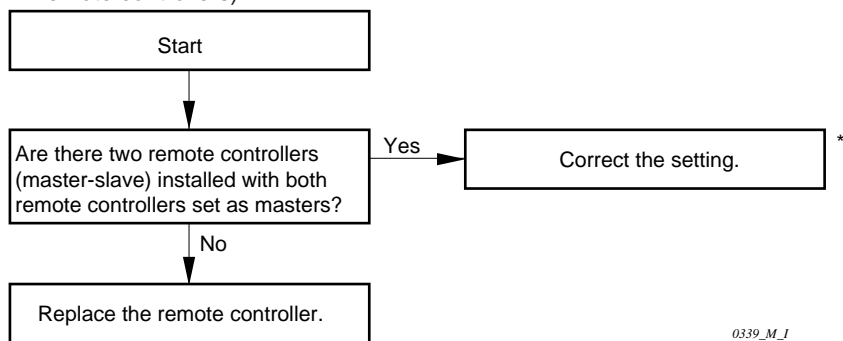 Start
Are there two remote controllers
(master-slave) installed with both
remote controllers set as masters?
Yes
Correct the setting.
*
No
Replace the remote controller.
0339_M_I